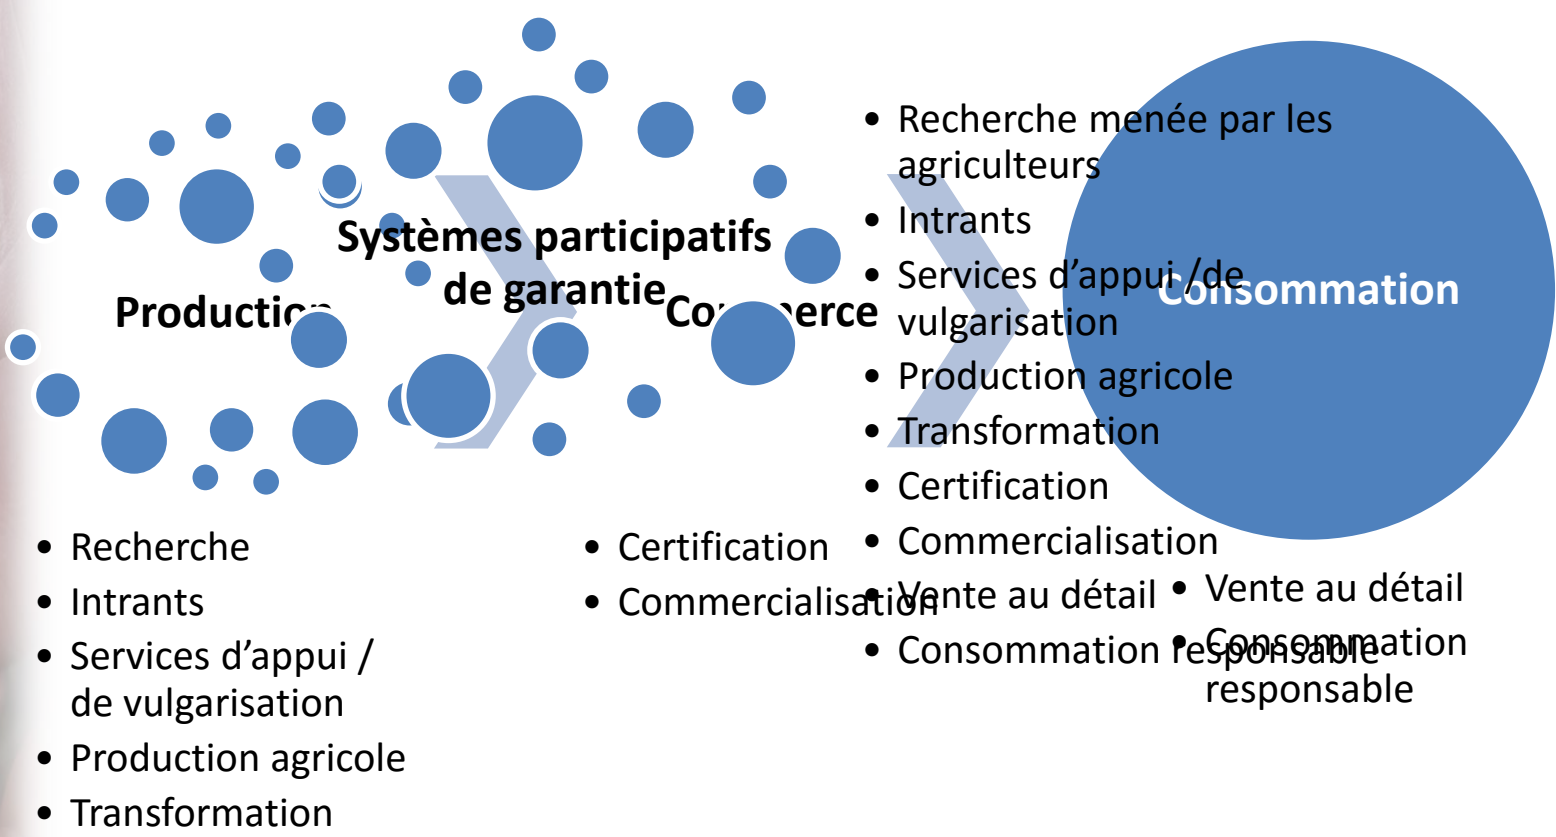 Production
• Recherche
• Intrants
• Services d’appui /
de vulgarisation
• Production agricole
• Transformation
Systèmes participatifs
de garantie
Commerce
• Certification
• Commercialisation
• Recherche menée par les
agriculteurs
• Intrants
• Services d’appui /de
vulgarisation
• Production agricole
• Transformation
• Certification
• Commercialisation
• Vente au détail
• Consommation responsable
Consommation
• Vente au détail
• Consommation
responsable